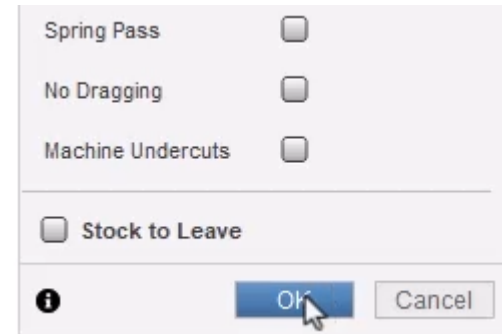 Spring Pass
No Dragging
Machine Undercuts
Stock to Leave
OK Cancel